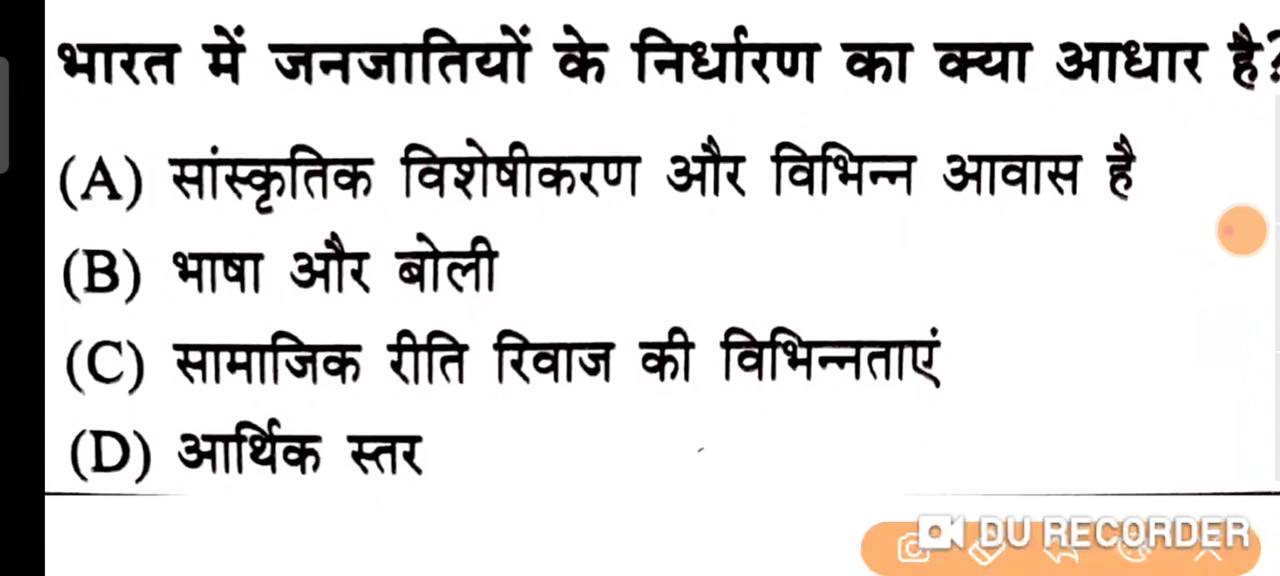 भारत में जनजातियों के निर्धारण का क्या आधार है?
(A) सांस्कृतिक विशेषीकरण और विभिन्न आवास है
(B) भाषा और बोली
(C) सामाजिक रीति रिवाज की विभिन्नताएं
(D) आर्थिक स्तर
DU RECORDER